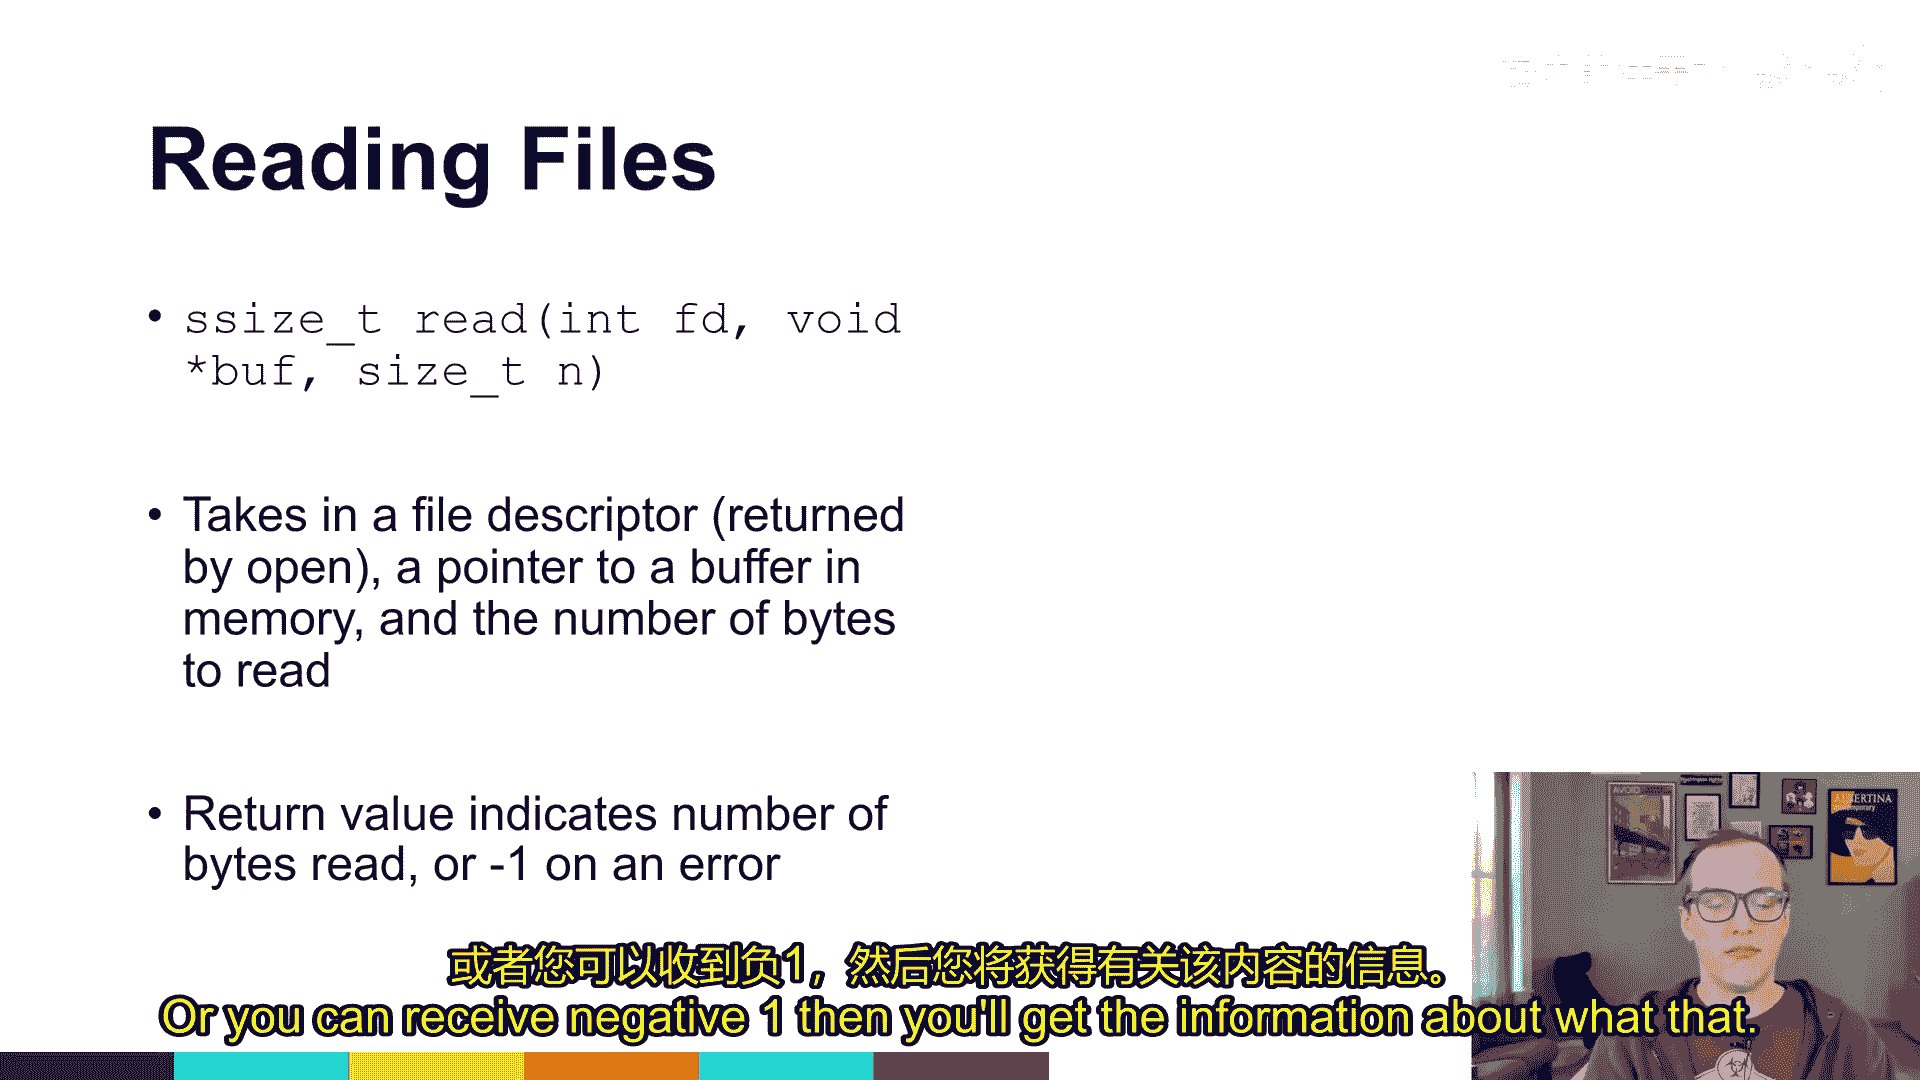 Reading Files
• ssize_t read(int fd, void
*buf, size_t n)
• Takes in a file descriptor (returned
by open), a pointer to a buffer in
memory, and the number of bytes
to read
• Return value indicates number of
bytes read, or -1 on an error
AVOID
ALBERTINA
或者您可以收到负1，然后您将获得有关该内容的信息。
Or you can receive negative 1 then you'll get the information about what that.